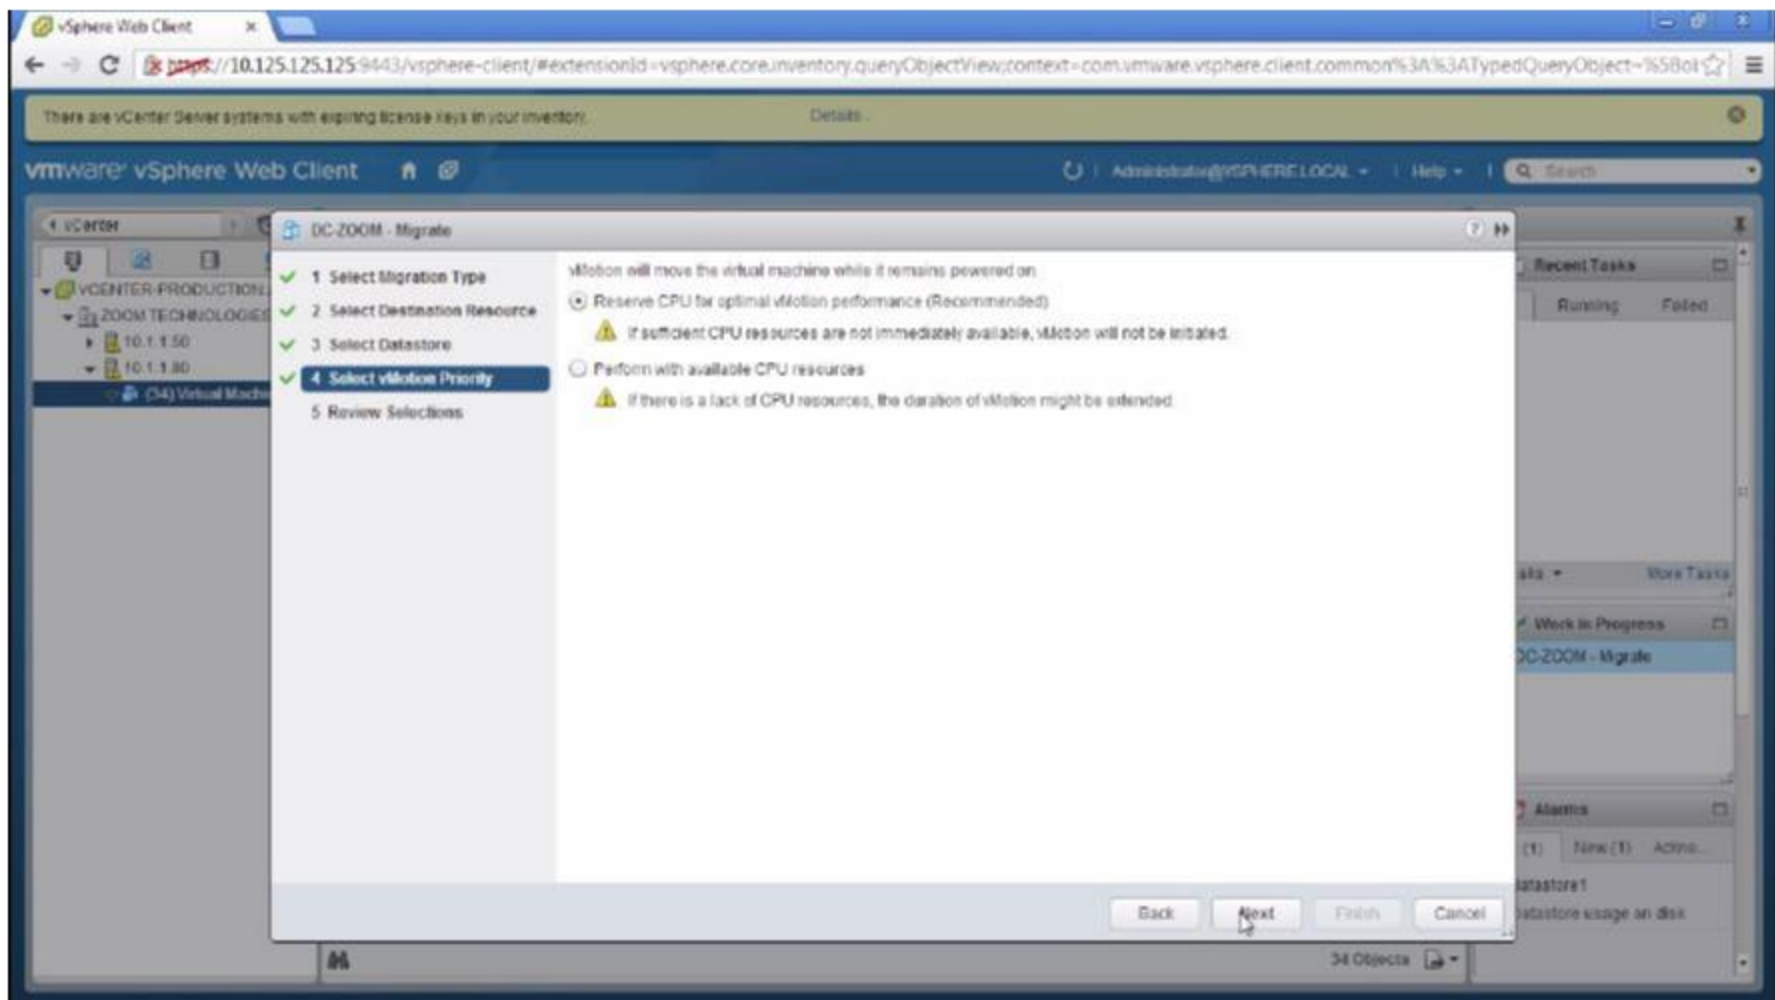 vSphere Web Client
https://10.125.125.125:9443/vsphere-client/#extensionId=vsphere.core.inventory.queryObjectView;context=com.vmware.vsphere.client.common%3A%3ATypedQueryObject~%5Bol
There are vCenter Server systems with expiring license keys in your inventory. Details...
vmware vSphere Web Client
Administrator@VSPHERE.LOCAL
Help
Search
vCenter
DC-ZOOM - Migrate
VCENTER-PRODUCTION
ZOOM TECHNOLOGIES
10.1.1.50
10.1.1.80
(34) Virtual Machi
1 Select Migration Type
2 Select Destination Resource
3 Select Datastore
4 Select vMotion Priority
5 Review Selections
vMotion will move the virtual machine while it remains powered on.
Reserve CPU for optimal vMotion performance (Recommended)
If sufficient CPU resources are not immediately available, vMotion will not be initiated.
Perform with available CPU resources
If there is a lack of CPU resources, the duration of vMotion might be extended.
Back
Next
Finish
Cancel
34 Objects
Recent Tasks
Running
Failed
sks
More Tasks
Work In Progress
DC-ZOOM - Migrate
Alarms
(1)
New (1)
Ackno...
datastore1
Datastore usage on disk